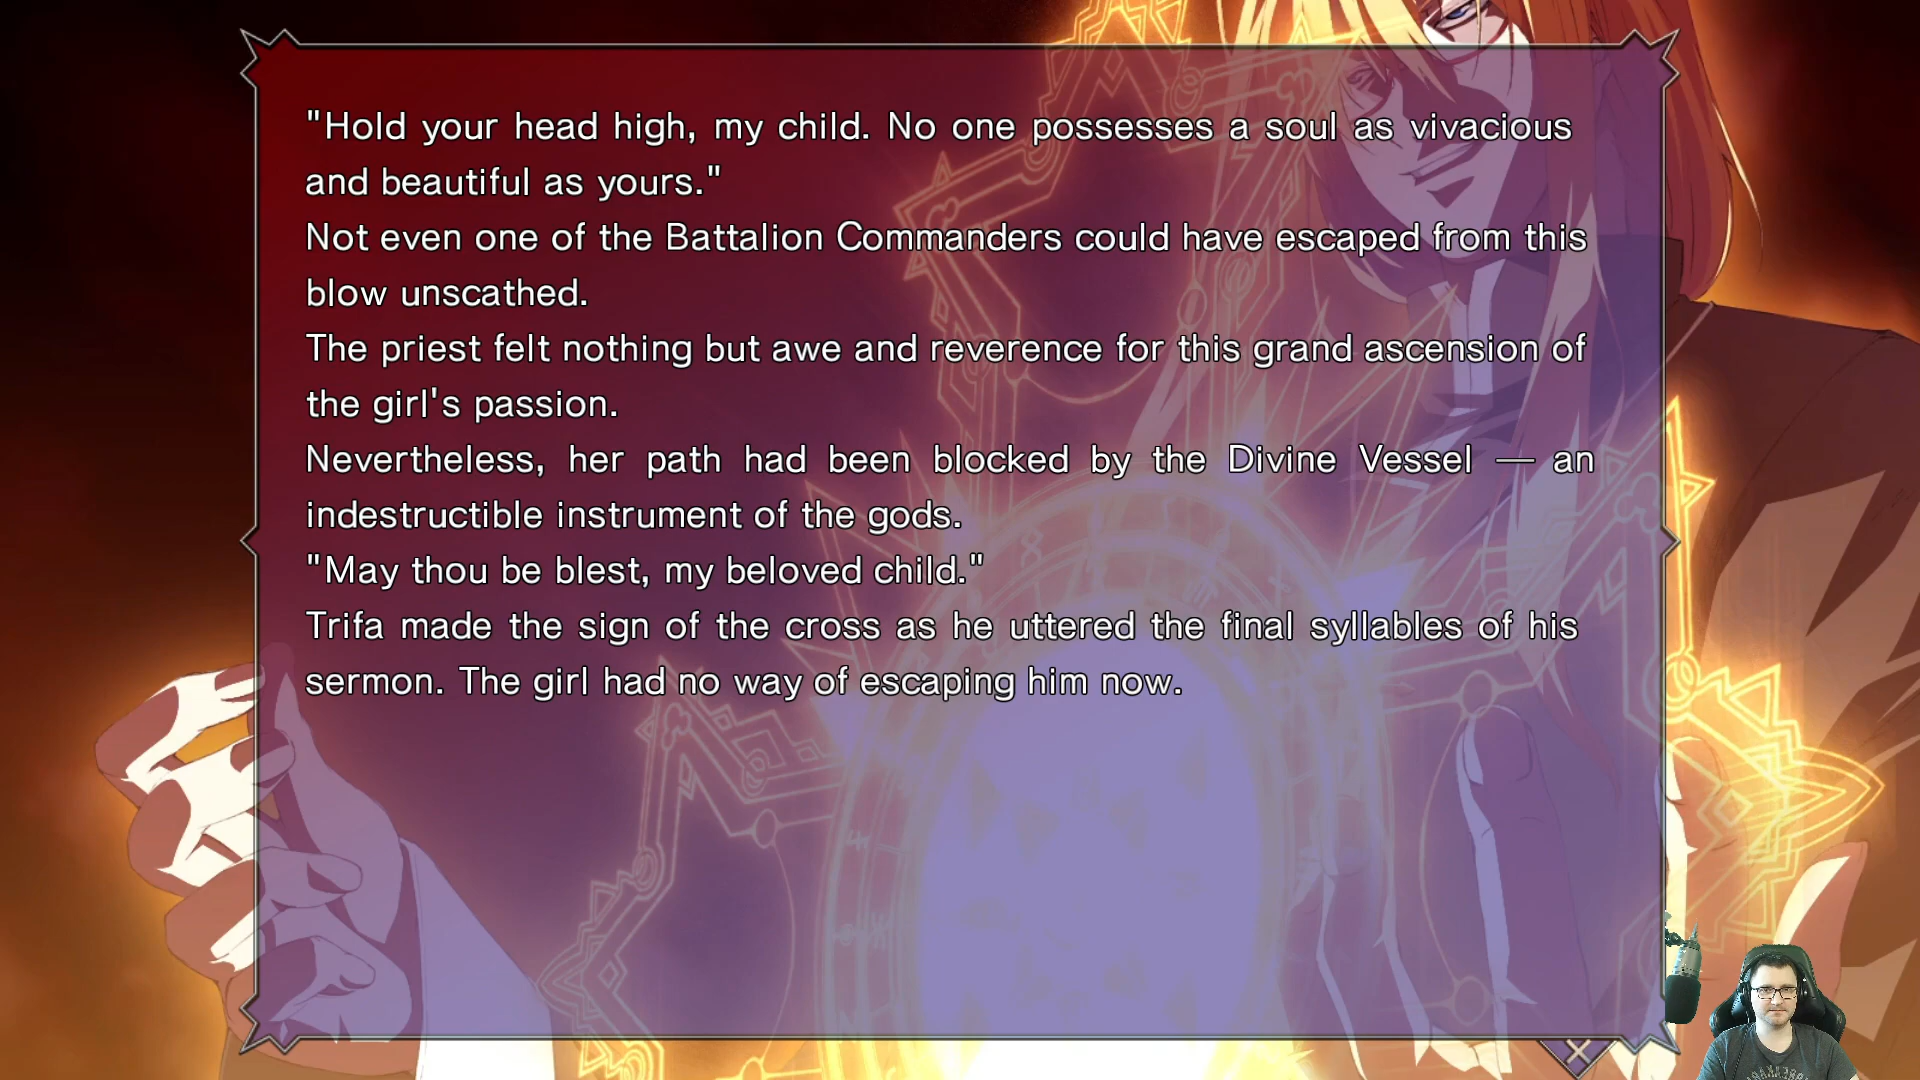 "Hold your head high, my child. No one possesses a soul as vivacious
and beautiful as yours."
Not even one of the Battalion Commanders could have escaped from this
blow unscathed.
The priest felt nothing but awe and reverence for this grand ascension of
the girl's passion.
Nevertheless, her path had been blocked by the Divine Vessel — an
indestructible instrument of the gods.
"May thou be blest, my beloved child."
Trifa made the sign of the cross as he uttered the final syllables of his
sermon. The girl had no way of escaping him now.